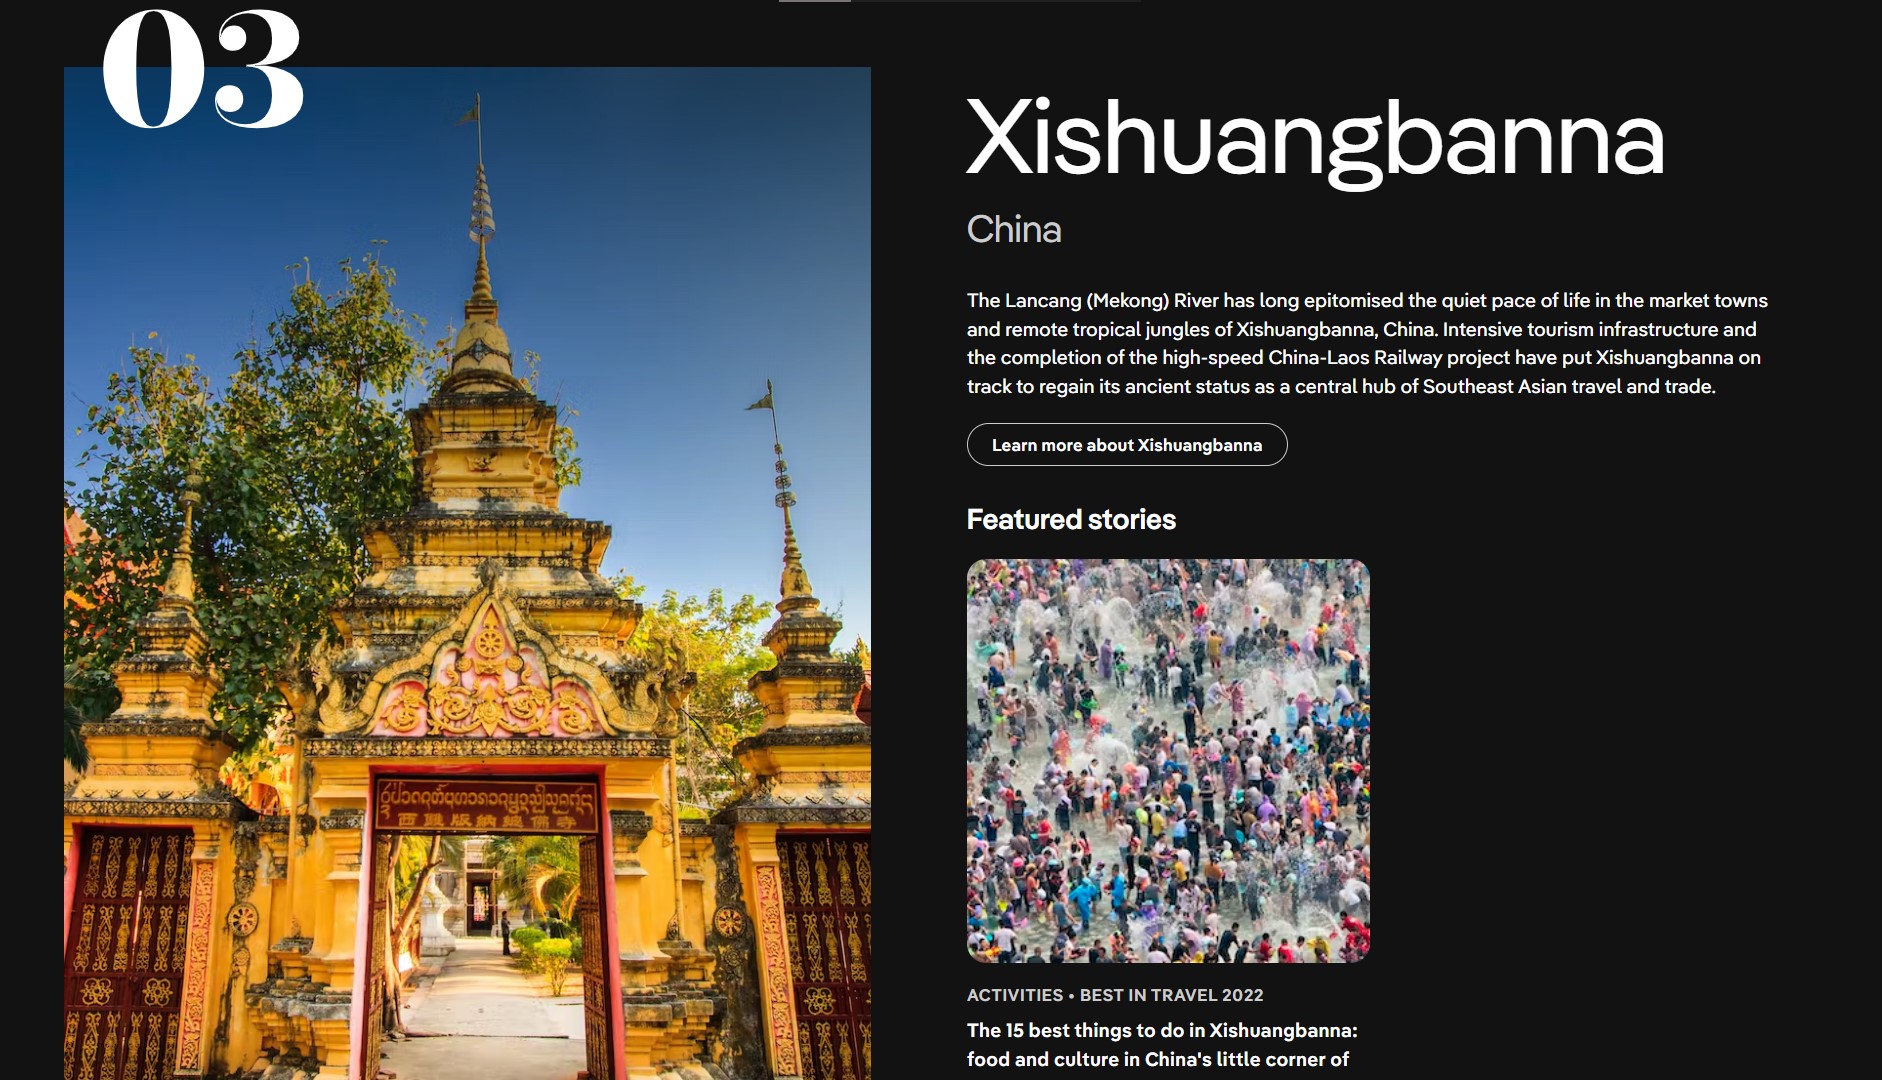 03
Xishuangbanna
China
The Lancang (Mekong) River has long epitomised the quiet pace of life in the market towns
and remote tropical jungles of Xishuangbanna, China. Intensive tourism infrastructure and
the completion of the high-speed China-Laos Railway project have put Xishuangbanna on
track to regain its ancient status as a central hub of Southeast Asian travel and trade.
Learn more about Xishuangbanna
Featured stories
ACTIVITIES • BEST IN TRAVEL 2022
The 15 best things to do in Xishuangbanna:
food and culture in China's little corner of
西雙版納總佛寺